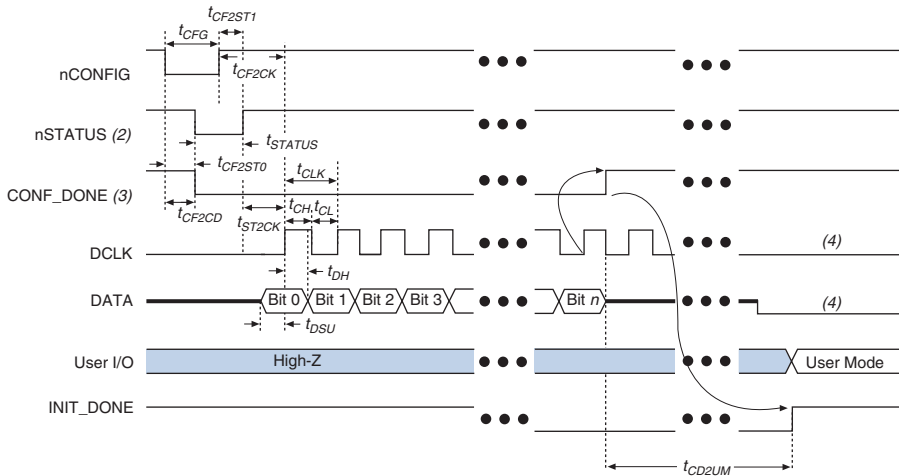 tCF2ST1
tCFG
nCONFIG
tCF2CK
nSTATUS (2)
tSTATUS
tCF2ST0
tCLK
CONF_DONE (3)
tCF2CD
tST2CK
tCH
tCL
DCLK
(4)
tDH
DATA
Bit 0
Bit 1
Bit 2
Bit 3
Bit n
(4)
tDSU
User I/O
High-Z
User Mode
INIT_DONE
tCD2UM